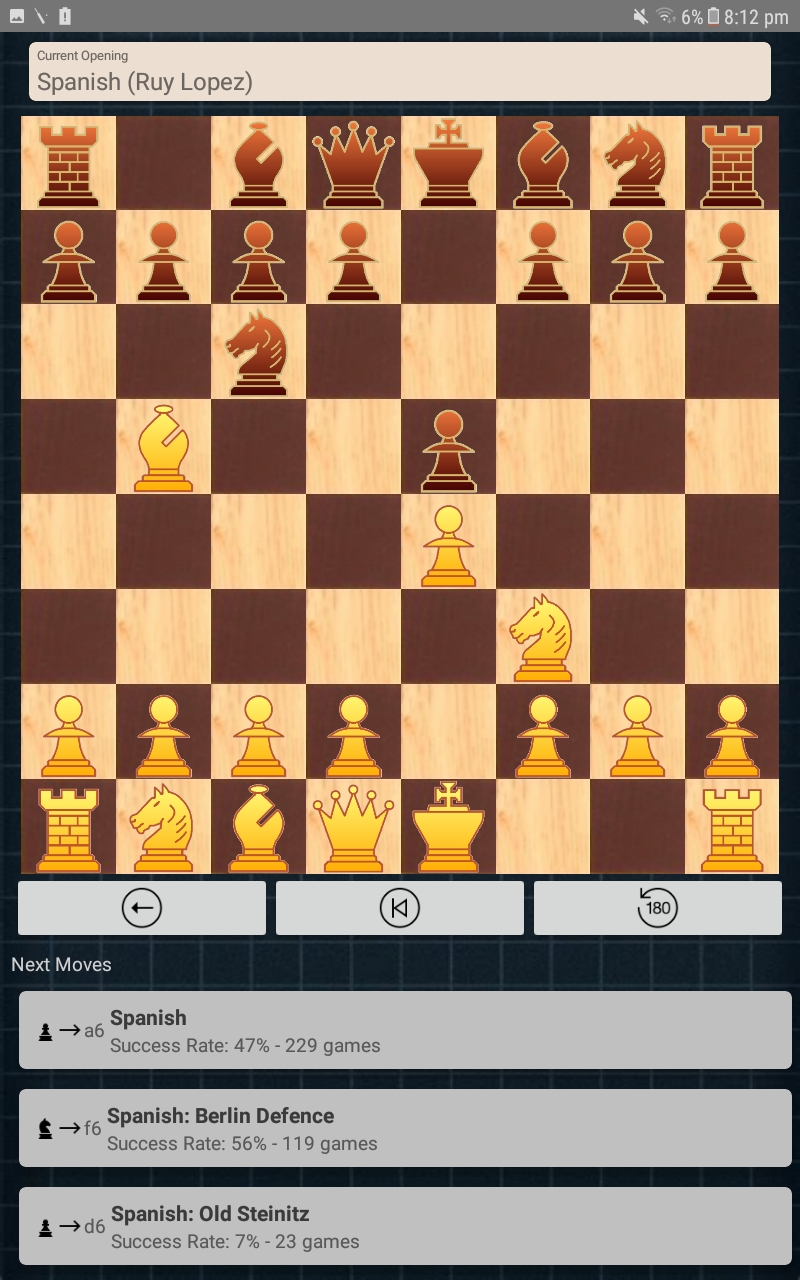 6% 8:12 pm
Current Opening
Spanish (Ruy Lopez)
180
Next Moves
a6 Spanish
Success Rate: 47% - 229 games
f6 Spanish: Berlin Defence
Success Rate: 56% - 119 games
d6 Spanish: Old Steinitz
Success Rate: 7% - 23 games